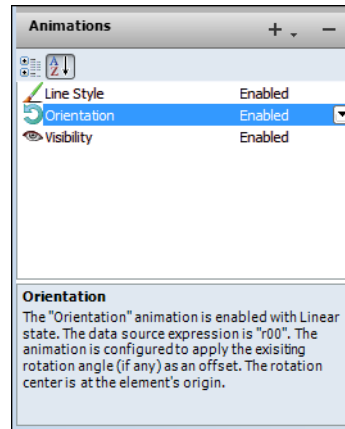 Animations
Line Style Enabled
Orientation Enabled
Visibility Enabled
Orientation
The "Orientation" animation is enabled with Linear
state. The data source expression is "r00". The
animation is configured to apply the exisiting
rotation angle (if any) as an offset. The rotation
center is at the element's origin.